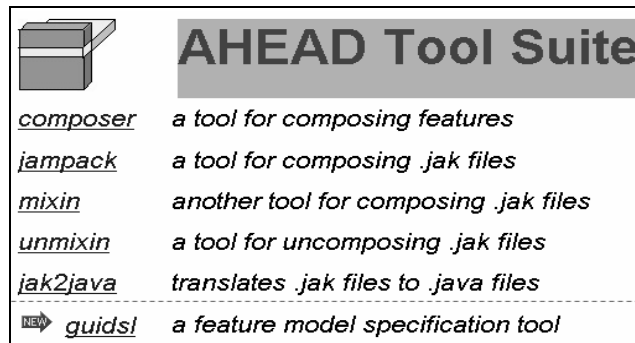 AHEAD Tool Suite
composer a tool for composing features
jampack a tool for composing .jak files
mixin another tool for composing .jak files
unmixin a tool for uncomposing .jak files
jak2java translates .jak files to .java files
NEW guidsl a feature model specification tool